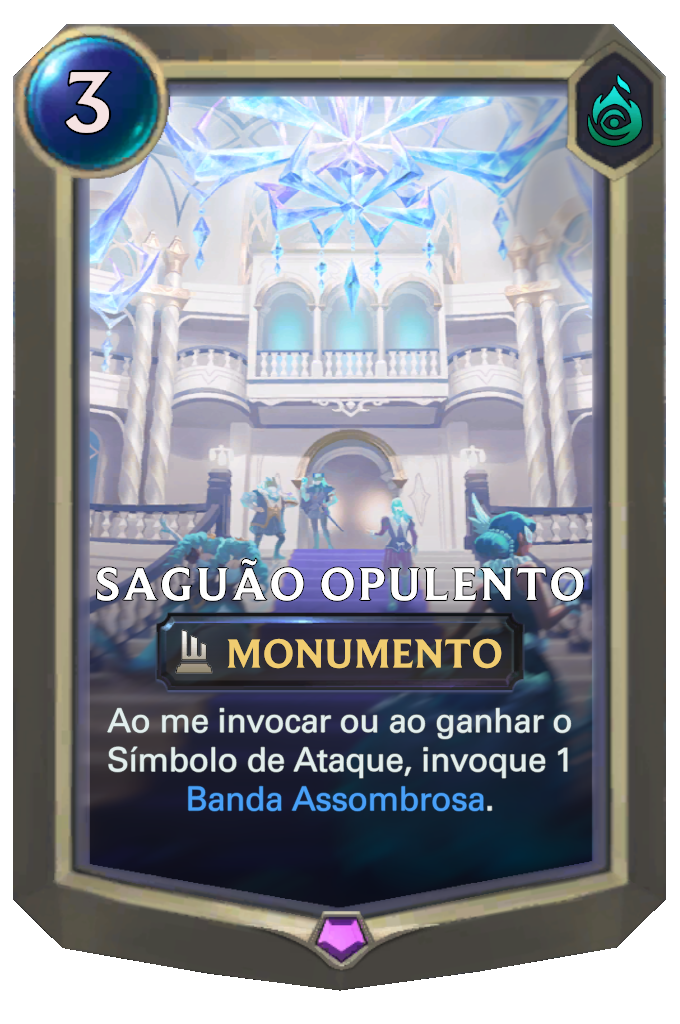 3
SAGUÃO OPULENTO
MONUMENTO
Ao me invocar ou ao ganhar o
Símbolo de Ataque, invoque 1
Banda Assombrosa.